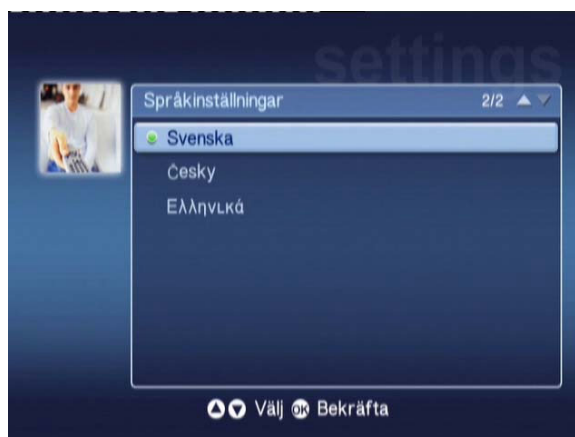 settings
Språkinställningar 2/2
Svenska
Česky
Ελληνικά
Välj OK Bekräfta